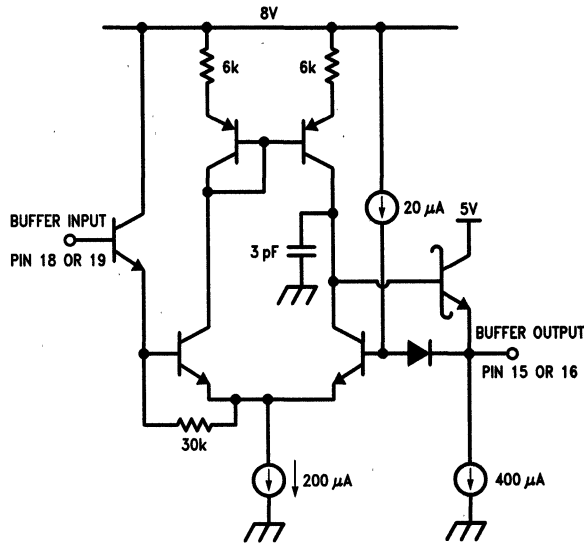 8V
6k
6k
BUFFER INPUT
PIN 18 OR 19
20 μA
5V
3 pF
BUFFER OUTPUT
PIN 15 OR 16
30k
200 μA
400 μA